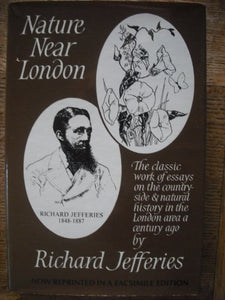 Nature
Near
London
RICHARD JEFFERIES
1848-1887
The classic
work of essays
on the country-
side & natural
history in the
London area a
century ago
by
Richard Jefferies
NOW REPRINTED IN A FACSIMILE EDITION